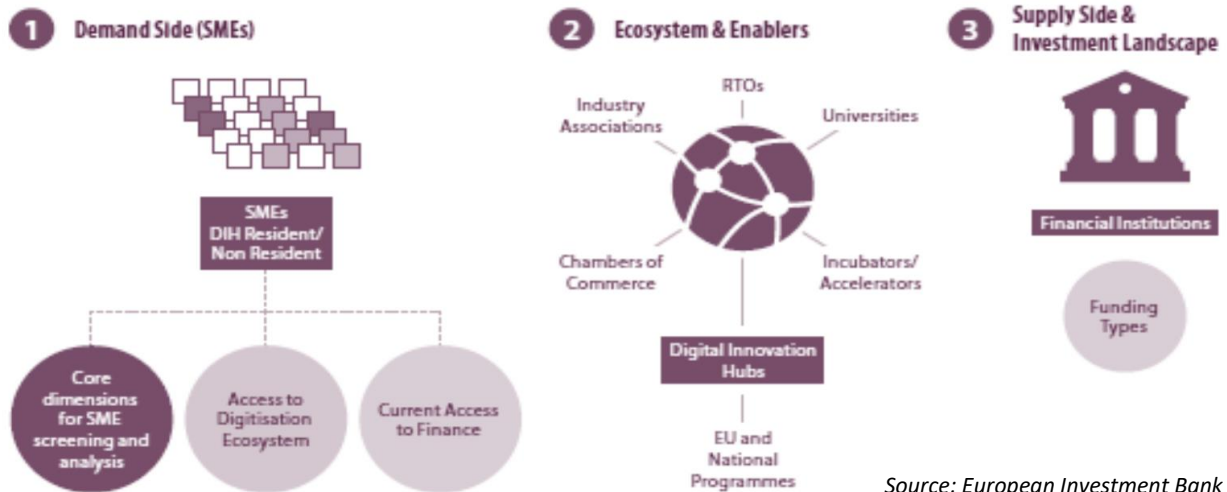 1 Demand Side (SMEs)
SMEs
DIH Resident/
Non Resident
Core
dimensions
for SME
screening and
analysis
Access to
Digitisation
Ecosystem
Current Access
to Finance
2 Ecosystem & Enablers
RTOs
Industry
Associations
Universities
Chambers of
Commerce
Incubators/
Accelerators
Digital Innovation
Hubs
EU and
National
Programmes
3 Supply Side &
Investment Landscape
Financial Institutions
Funding
Types
Source: European Investment Bank